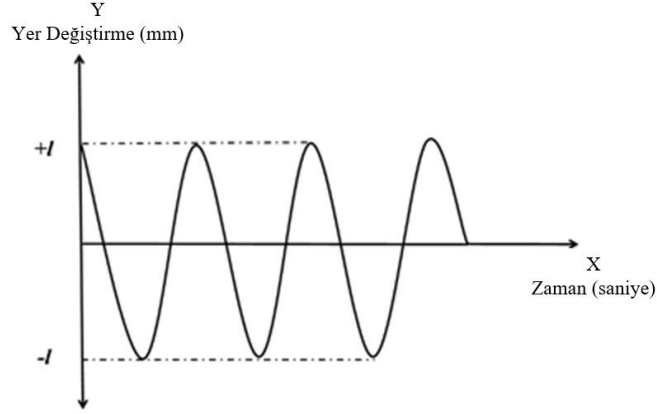 Y
Yer Değiştirme (mm)
+l
-l
X
Zaman (saniye)